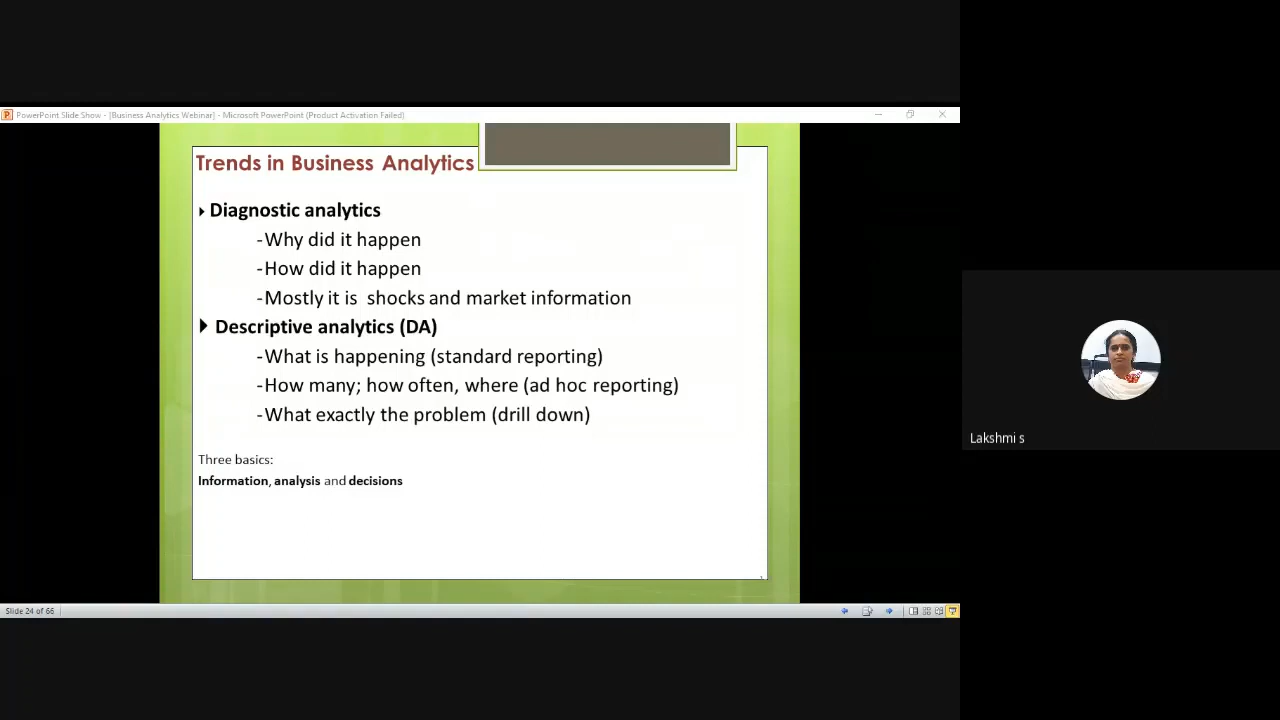 PowerPoint Slide Show - [Business Analytics Webinar] - Microsoft PowerPoint (Product Activation Failed)
Trends in Business Analytics
Diagnostic analytics
-Why did it happen
-How did it happen
-Mostly it is shocks and market information
Descriptive analytics (DA)
-What is happening (standard reporting)
-How many; how often, where (ad hoc reporting)
-What exactly the problem (drill down)
Three basics:
Information, analysis and decisions
Slide 24 of 66
Lakshmi s